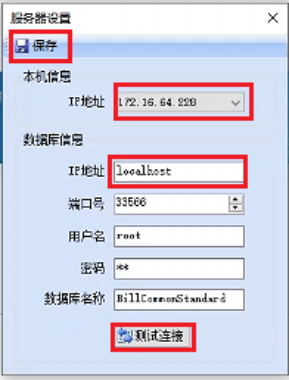 服务器设置
保存
本机信息
IP地址 172.16.64.228
数据库信息
IP地址 localhost
端口号 33566
用户名 root
密码 **
数据库名称 BillCommonStandard
测试连接